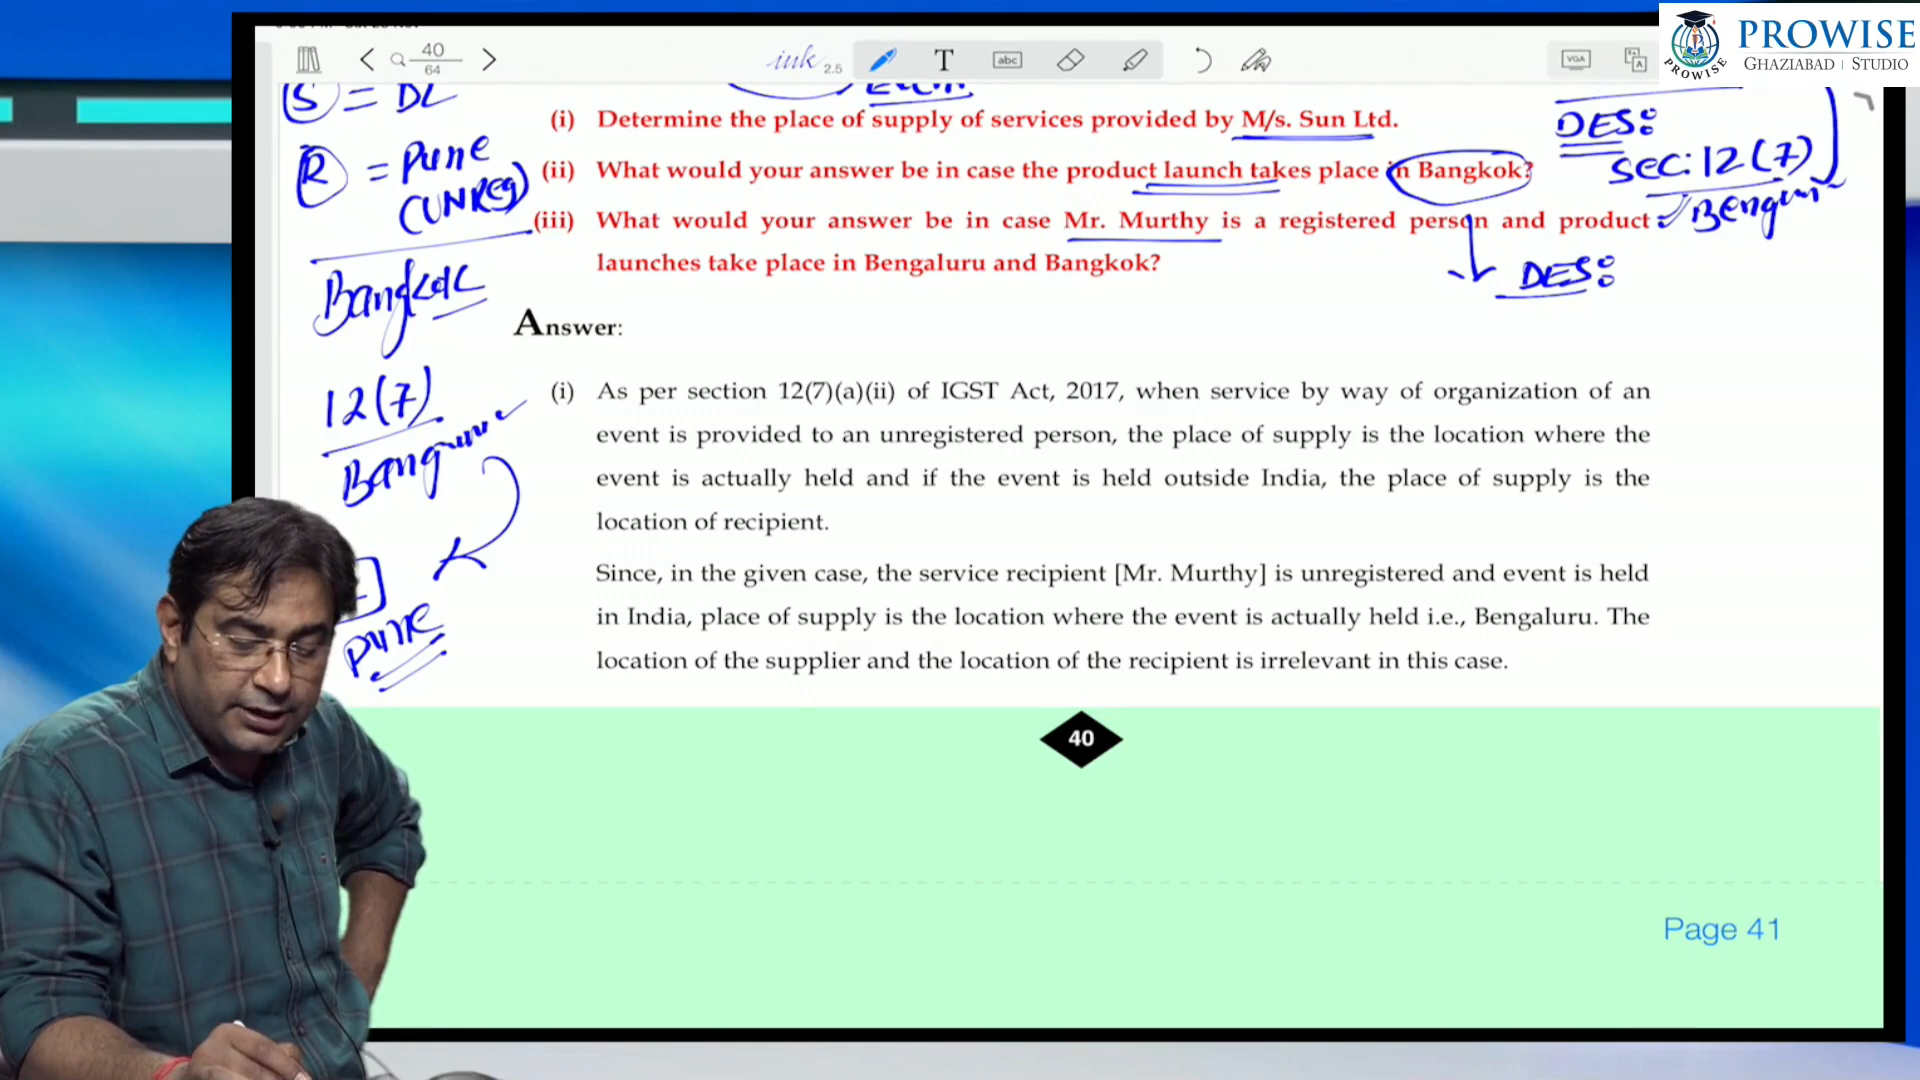 40
64
ink 2.5
T
abc
VGA
A
PROWISE
GHAZIABAD | STUDIO
PROWISE
S = DL
(i) Determine the place of supply of services provided by M/s. Sun Ltd.
DES:
R = Pune
(UNREG)
(ii) What would your answer be in case the product launch takes place in Bangkok?
Sec: 12(7)
(iii) What would your answer be in case Mr. Murthy is a registered person and product
launches take place in Bengaluru and Bangkok?
DES:
Bangkok
Answer:
12(7)
(i) As per section 12(7)(a)(ii) of IGST Act, 2017, when service by way of organization of an
event is provided to an unregistered person, the place of supply is the location where the
event is actually held and if the event is held outside India, the place of supply is the
location of recipient.
Since, in the given case, the service recipient [Mr. Murthy] is unregistered and event is held
in India, place of supply is the location where the event is actually held i.e., Bengaluru. The
location of the supplier and the location of the recipient is irrelevant in this case.
Pune
40
Page 41